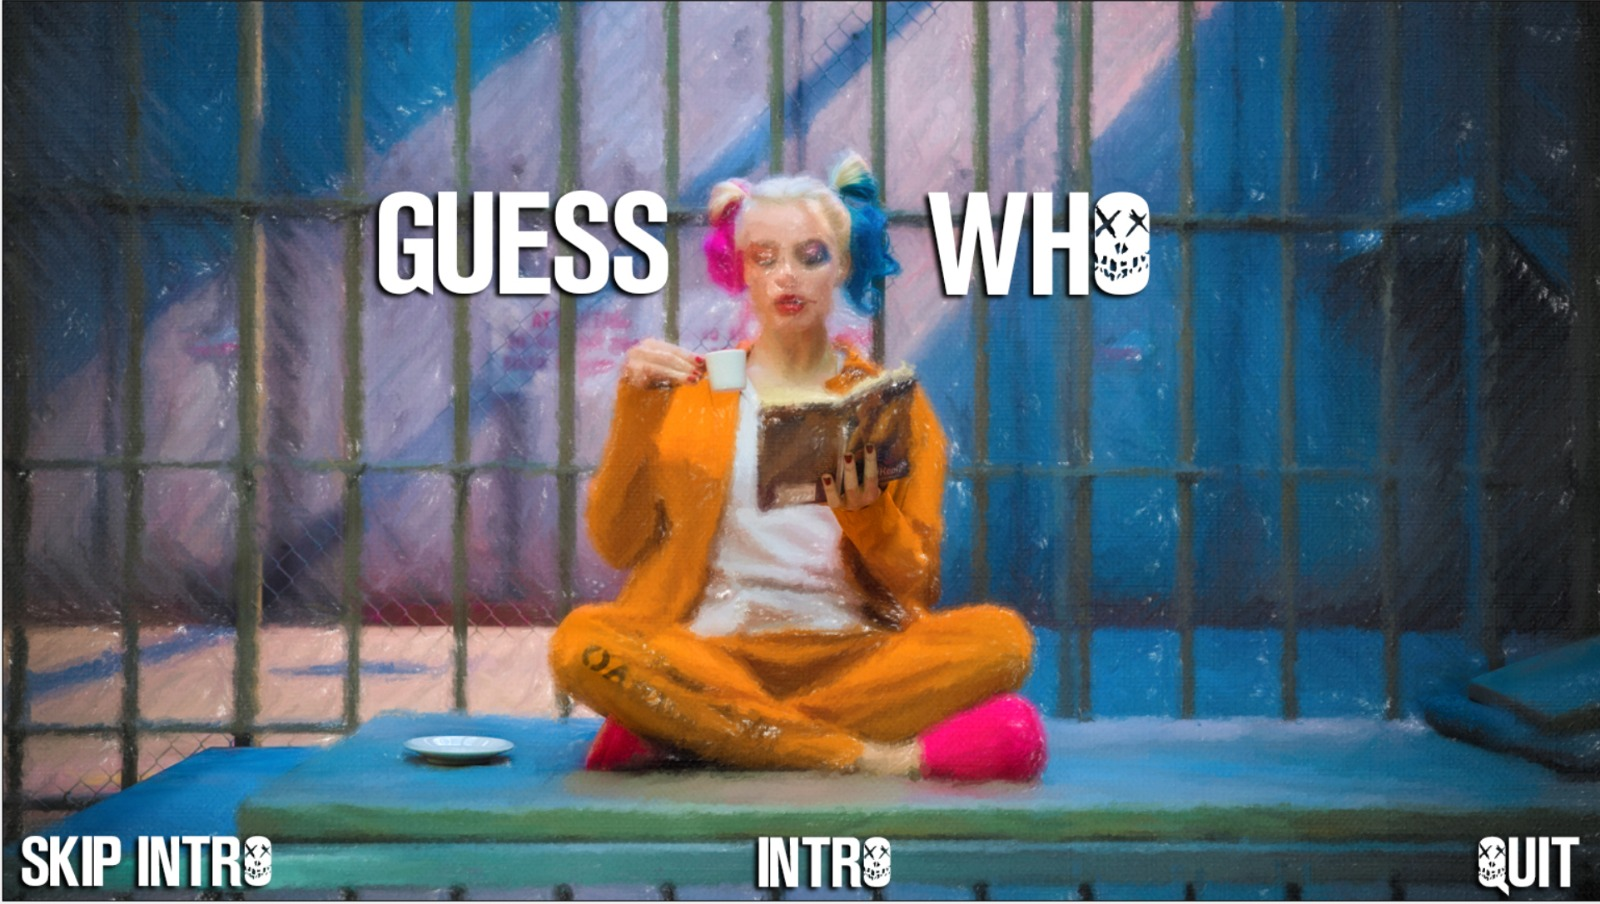 GUESS WHO
SKIP INTRO
INTRO
QUIT